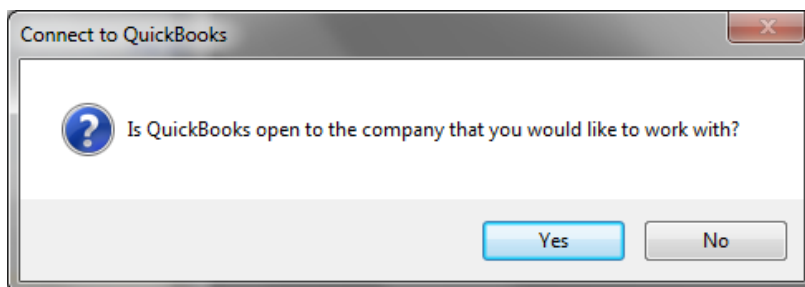 Connect to QuickBooks
Is QuickBooks open to the company that you would like to work with?
Yes
No